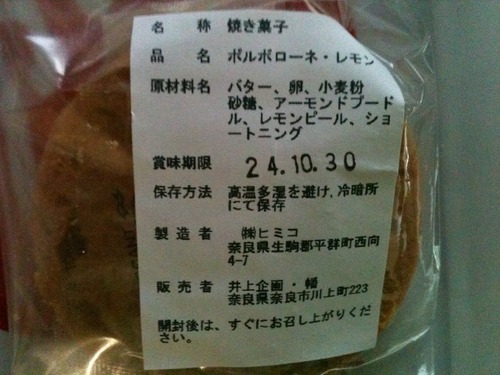 名 称 焼き菓子
品 名 ポルポローネ・レモン
原材料名 バター、卵、小麦粉
砂糖、アーモンドプード
ル、レモンピール、ショ
ートニング
賞味期限 24.10.30
保存方法 高温多湿を避け、冷暗所
にて保存
製造者 ㈱ヒミコ
奈良県生駒郡平群町西向
4-7
販売者 井上企画・幡
奈良県奈良市川上町223
開封後は、すぐにお召し上がりくだ
さい。